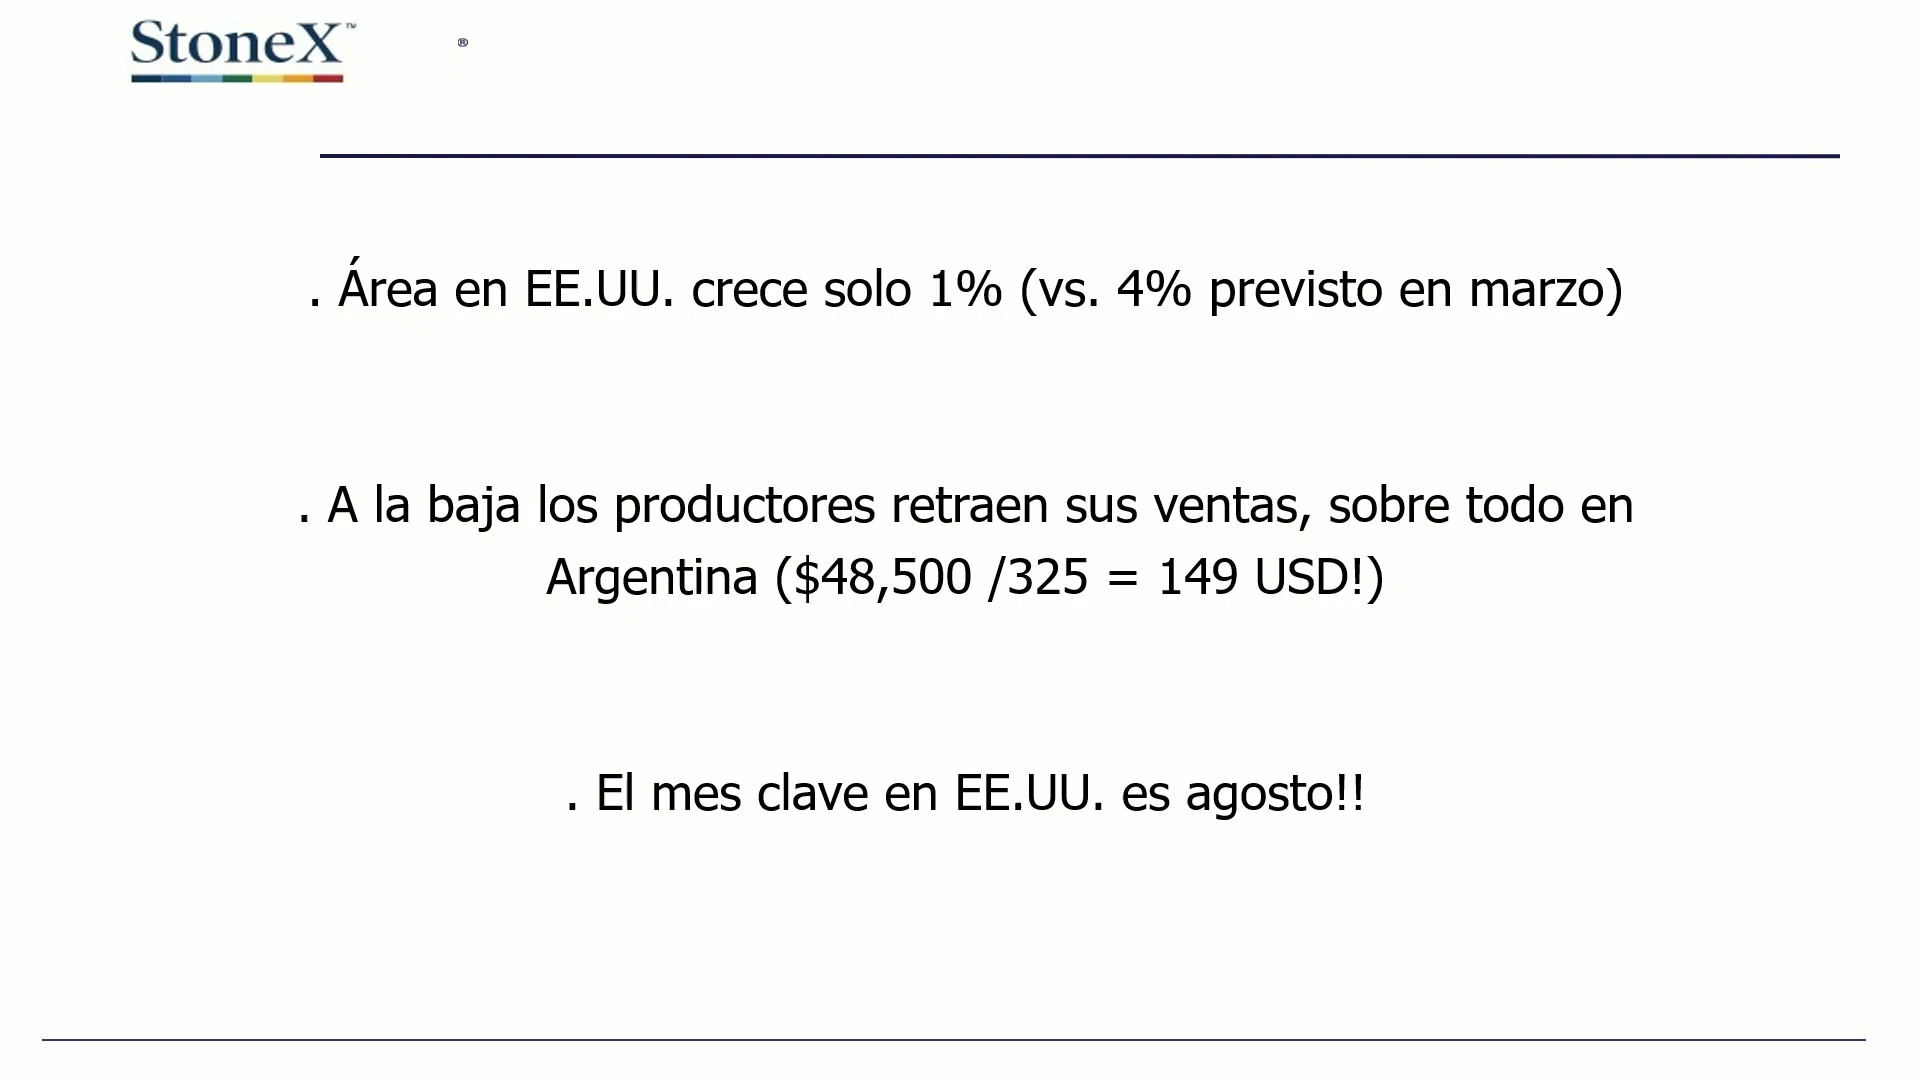 StoneX™ ®
. Área en EE.UU. crece solo 1% (vs. 4% previsto en marzo)
. A la baja los productores retraen sus ventas, sobre todo en
Argentina ($48,500 /325 = 149 USD!)
. El mes clave en EE.UU. es agosto!!